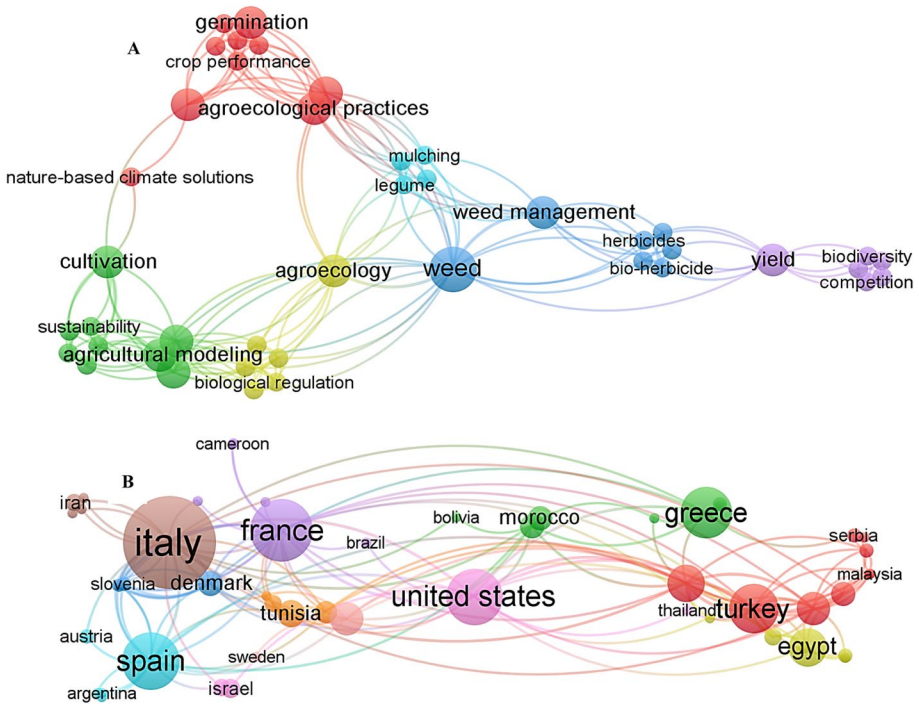 germination
A
crop performance
agroecological practices
mulching
nature-based climate solutions
legume
weed management
herbicides
cultivation
agroecology
weed
bio-herbicide
yield
biodiversity
competition
sustainability
agricultural modeling
biological regulation
cameroon
B
iran
italy
france
bolivia
morocco
greece
brazil
serbia
slovenia
denmark
malaysia
tunisia
united states
thailand
turkey
austria
spain
sweden
egypt
argentina
israel